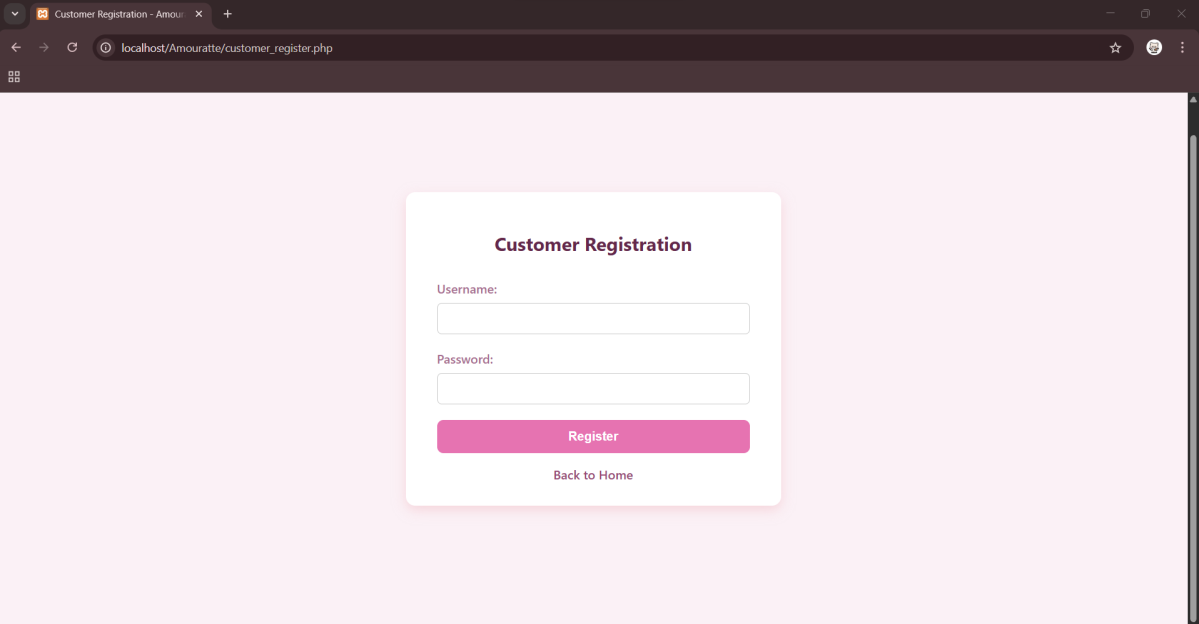 Customer Registration - Amour
localhost/Amouratte/customer_register.php
Customer Registration
Username:
Password:
Register
Back to Home